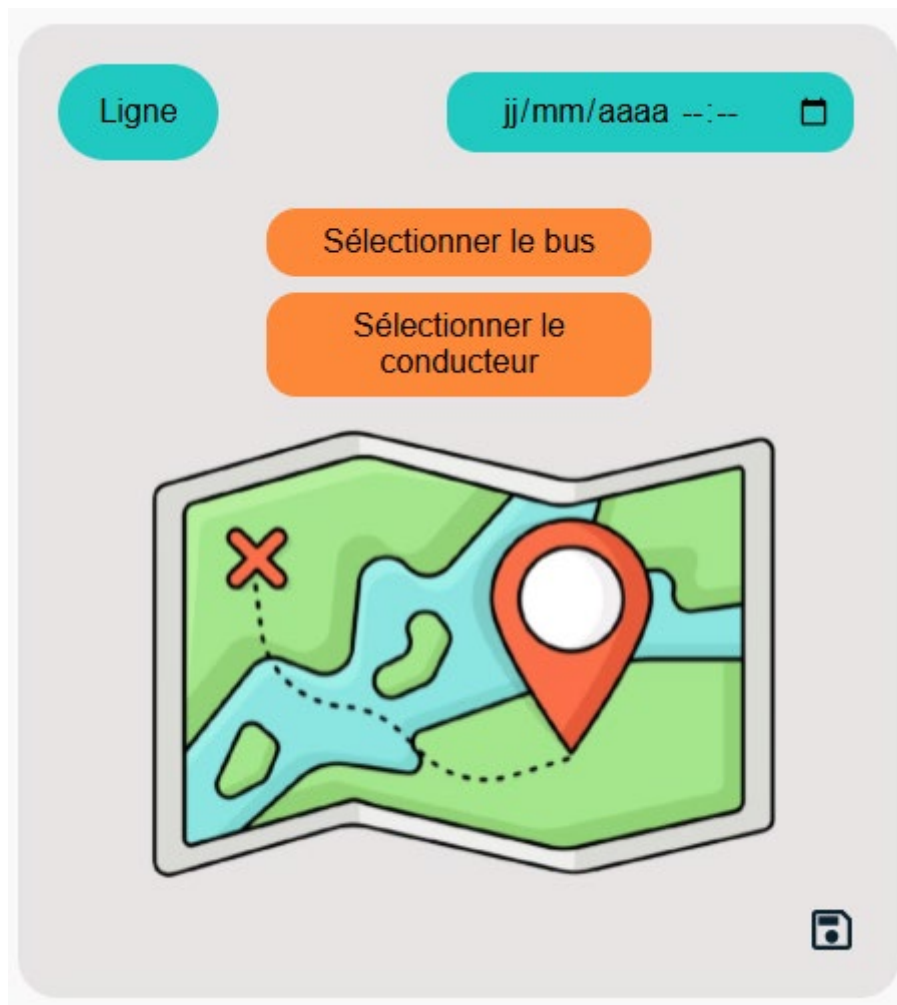 Ligne
jj/mm/aaaa --:--
Sélectionner le bus
Sélectionner le
conducteur